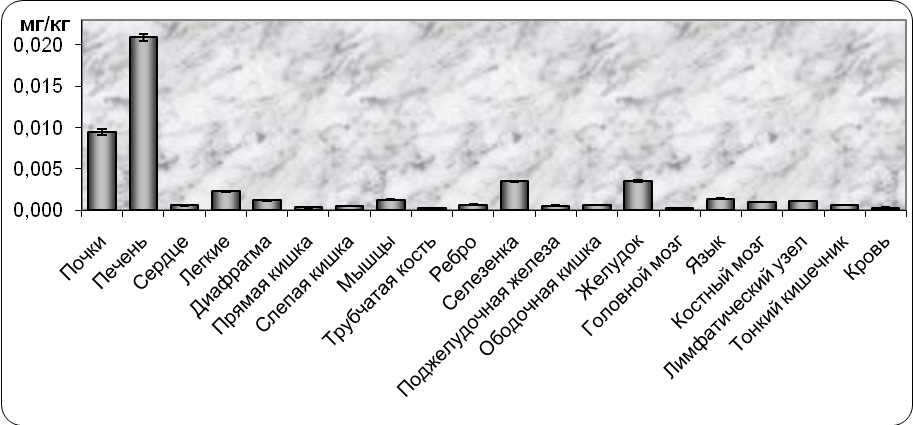 мг/кг
0,020
0,015
0,010
0,005
0,000
Почки
Печень
Сердце
Легкие
Диафрагма
Прямая кишка
Слепая кишка
Мышцы
Трубчатая кость
Ребро
Селезенка
Поджелудочная железа
Ободочная кишка
Желудок
Головной мозг
Язык
Костный мозг
Лимфатический узел
Тонкий кишечник
Кровь